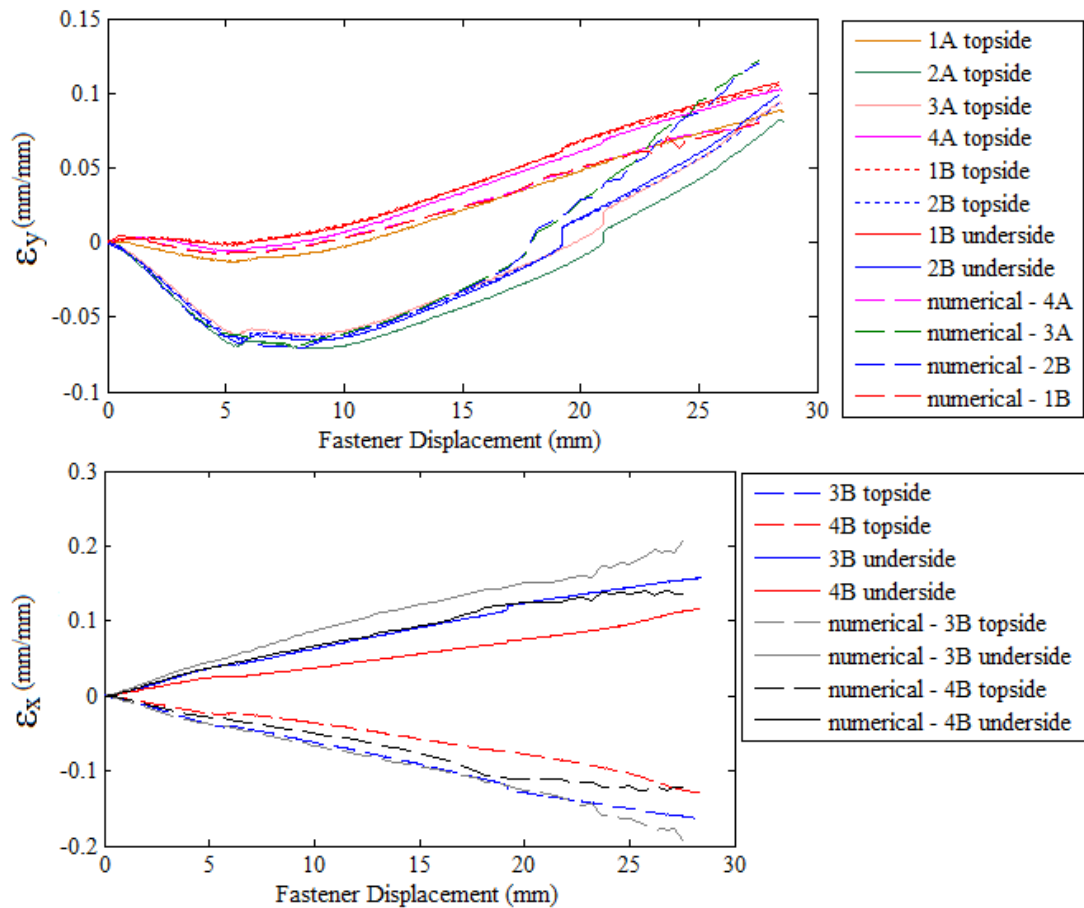 0.15
0.1
0.05
0
-0.05
-0.1
εy (mm/mm)
0 5 10 15 20 25 30
Fastener Displacement (mm)
1A topside
2A topside
3A topside
4A topside
1B topside
2B topside
1B underside
2B underside
numerical - 4A
numerical - 3A
numerical - 2B
numerical - 1B
0.3
0.2
0.1
0
-0.1
-0.2
εx (mm/mm)
0 5 10 15 20 25 30
Fastener Displacement (mm)
3B topside
4B topside
3B underside
4B underside
numerical - 3B topside
numerical - 3B underside
numerical - 4B topside
numerical - 4B underside